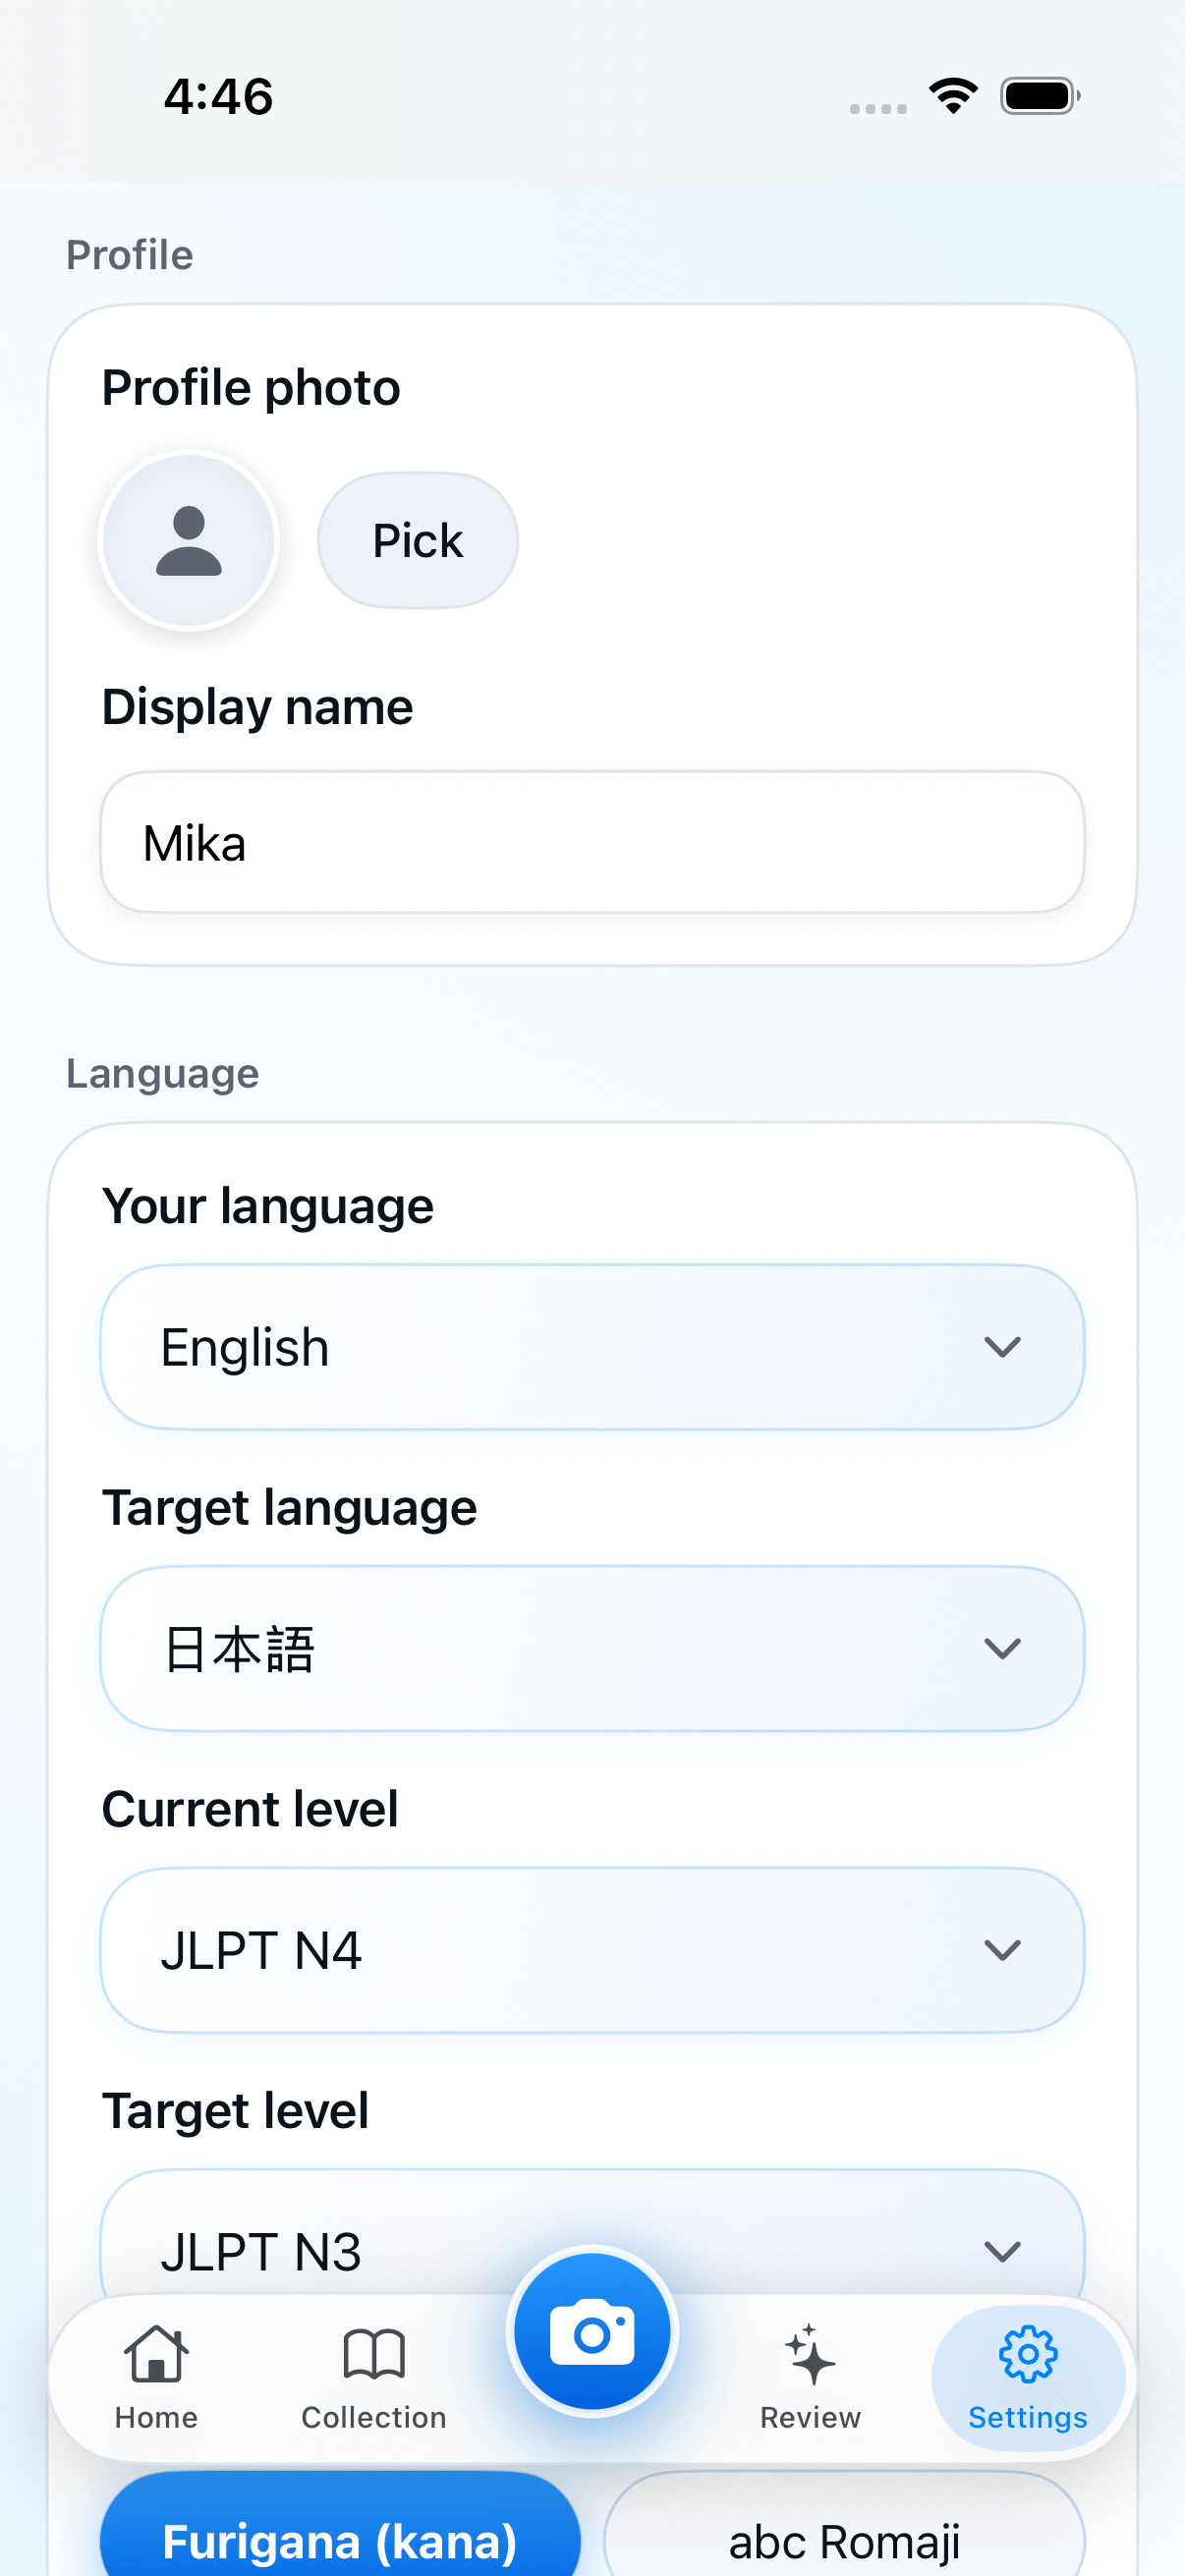 4:46
Profile
Profile photo
Pick
Display name
Mika
Language
Your language
English
Target language
日本語
Current level
JLPT N4
Target level
JLPT N3
Home
Collection
Review
Settings
Furigana (kana)
abc Romaji